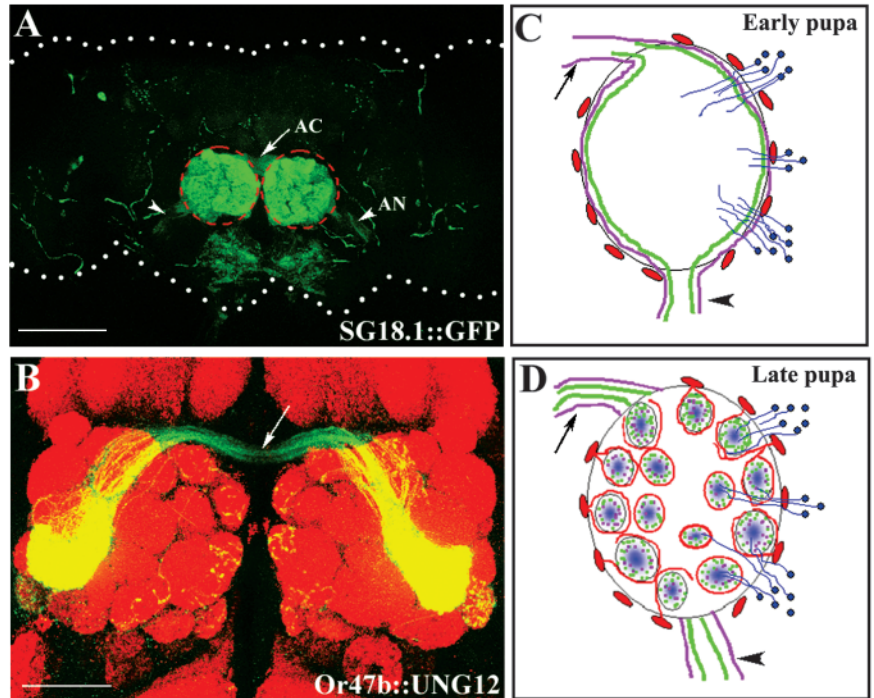 A
AC
AN
SG18.1::GFP
B
Or47b::UNG12
C
Early pupa
D
Late pupa